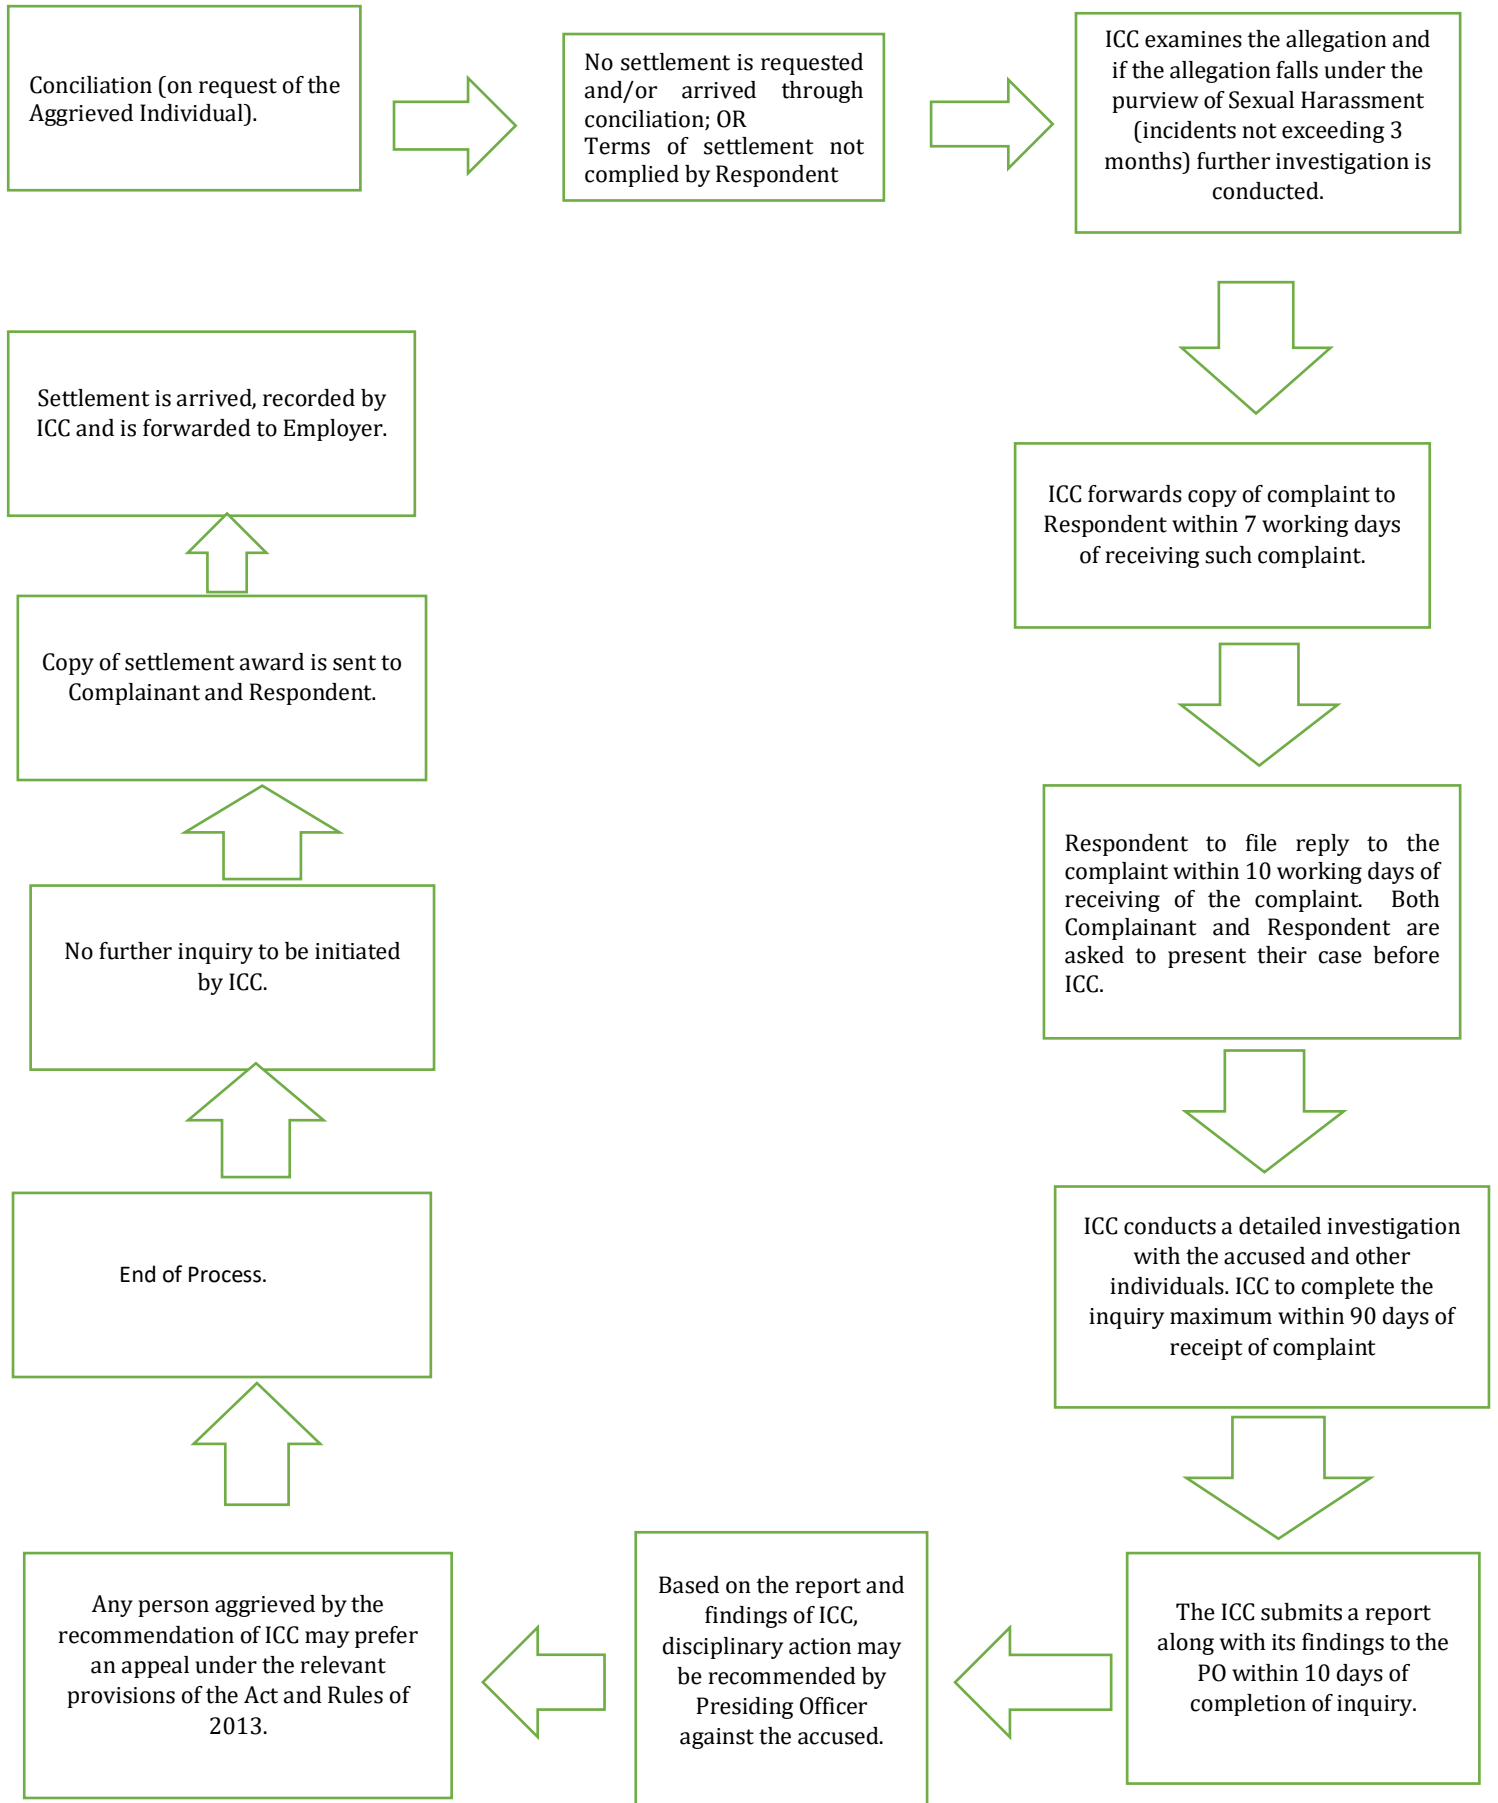 Conciliation (on request of the
Aggrieved Individual).
No settlement is requested
and/or arrived through
conciliation; OR
Terms of settlement not
complied by Respondent
ICC examines the allegation and
if the allegation falls under the
purview of Sexual Harassment
(incidents not exceeding 3
months) further investigation is
conducted.
ICC forwards copy of complaint to
Respondent within 7 working days
of receiving such complaint.
Respondent to file reply to the
complaint within 10 working days of
receiving of the complaint. Both
Complainant and Respondent are
asked to present their case before
ICC.
ICC conducts a detailed investigation
with the accused and other
individuals. ICC to complete the
inquiry maximum within 90 days of
receipt of complaint
The ICC submits a report
along with its findings to the
PO within 10 days of
completion of inquiry.
Based on the report and
findings of ICC,
disciplinary action may
be recommended by
Presiding Officer
against the accused.
Any person aggrieved by the
recommendation of ICC may prefer
an appeal under the relevant
provisions of the Act and Rules of
2013.
End of Process.
No further inquiry to be initiated
by ICC.
Copy of settlement award is sent to
Complainant and Respondent.
Settlement is arrived, recorded by
ICC and is forwarded to Employer.